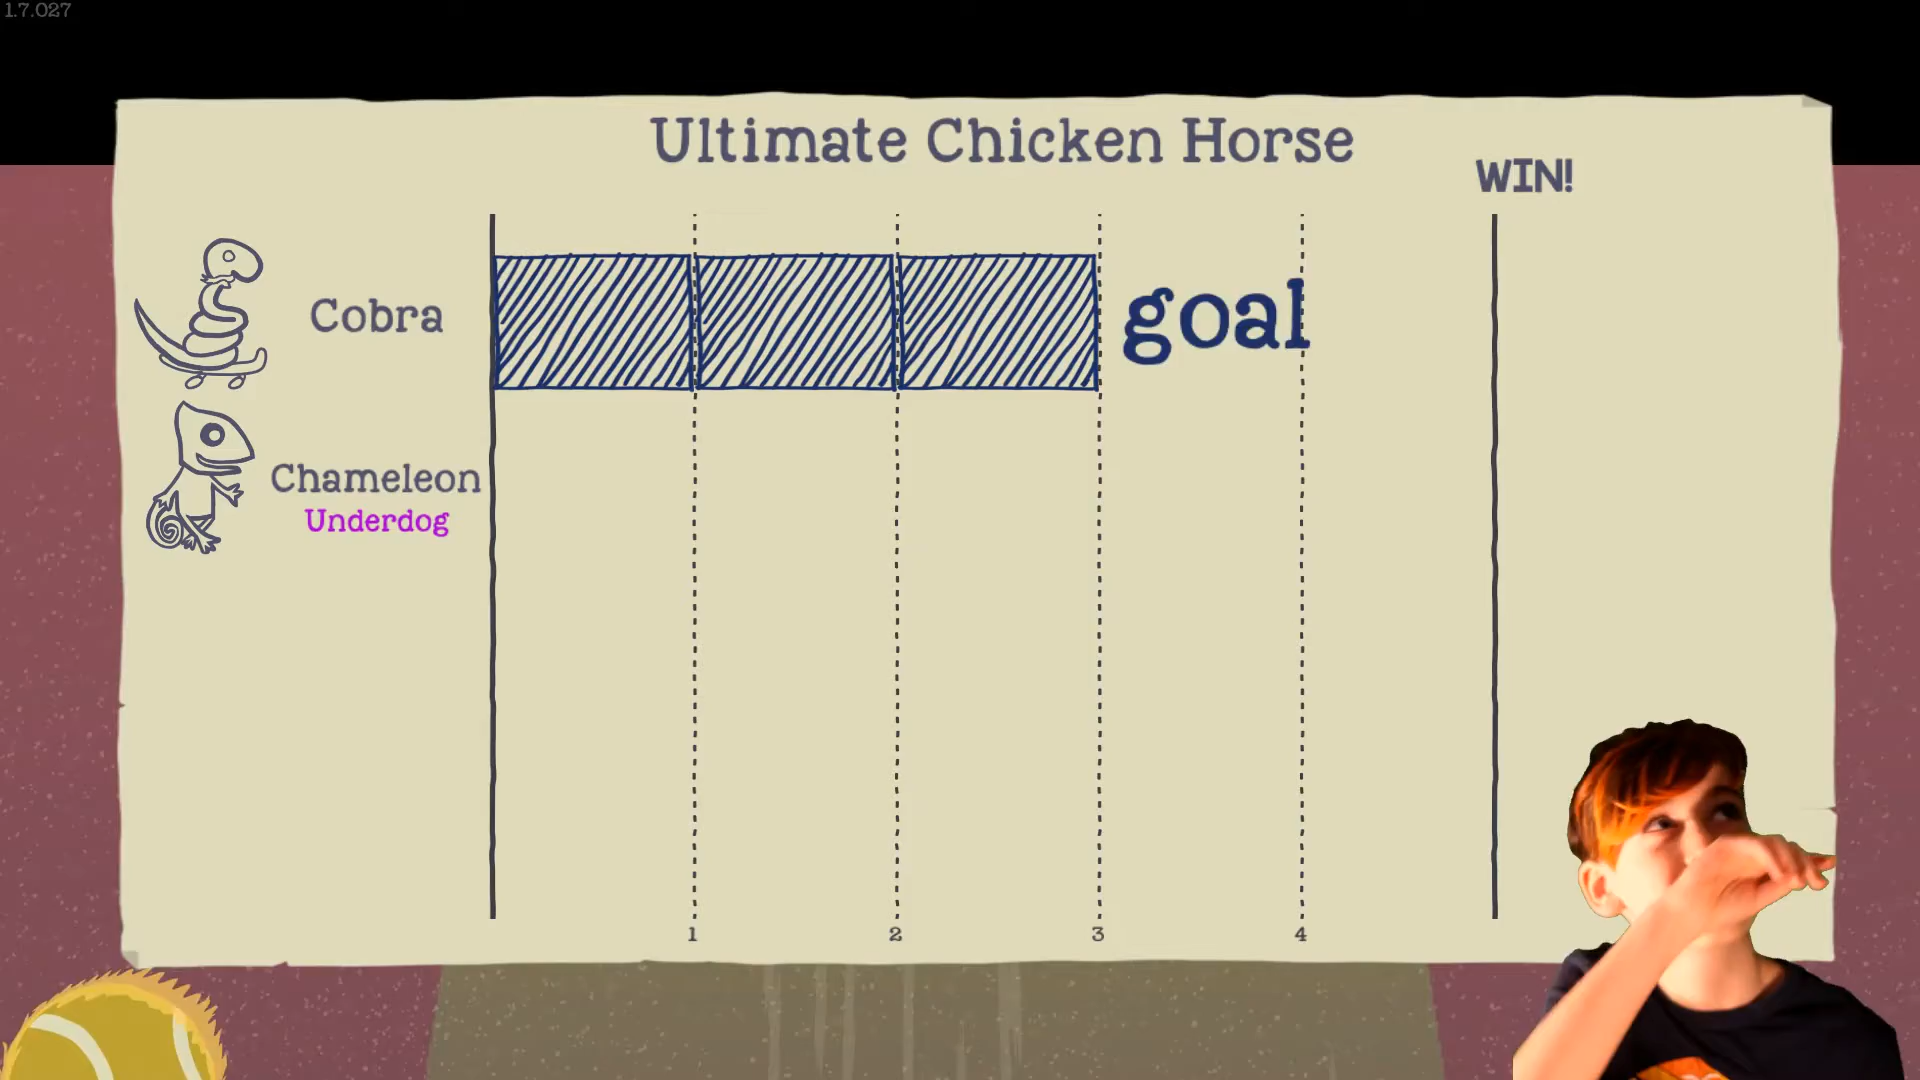 1.7.027
Ultimate Chicken Horse
WIN!
Cobra
goal
Chameleon
Underdog
1 2 3 4